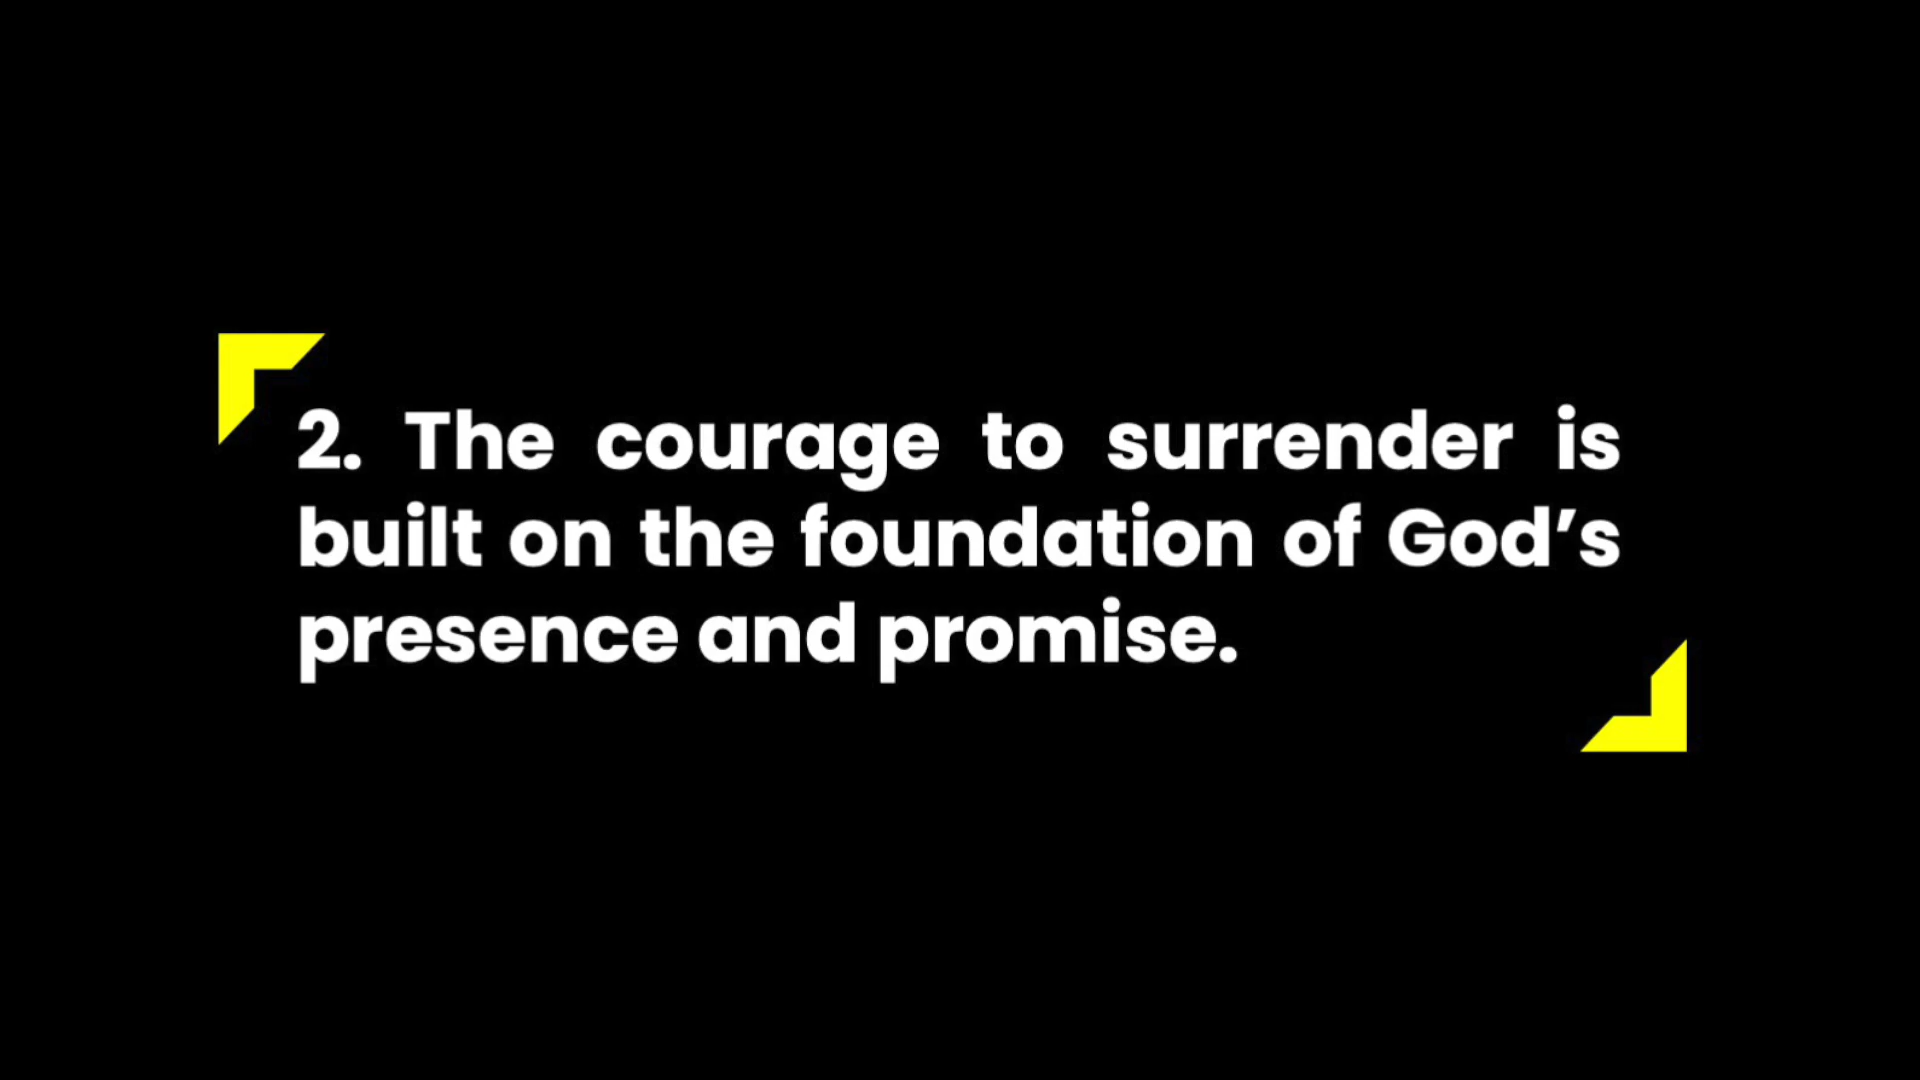 2. The courage to surrender is
built on the foundation of God’s
presence and promise.